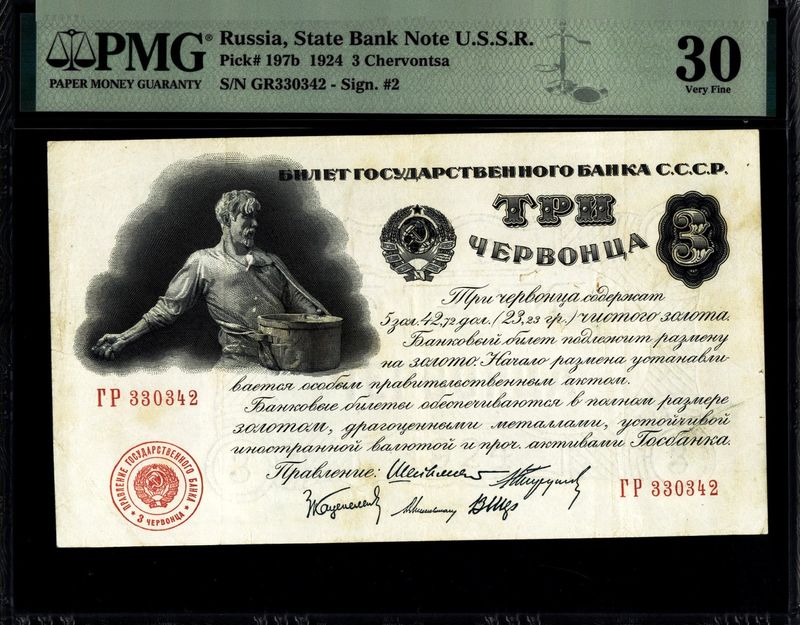 PMG®
PAPER MONEY GUARANTY
Russia, State Bank Note U.S.S.R.
Pick# 197b 1924 3 Chervontsa
S/N GR330342 - Sign. #2
30
Very Fine
БИЛЕТ ГОСУДАРСТВЕННОГО БАНКА С.С.С.Р.
ТРИ
ЧЕРВОНЦА
3
Три червонца содержат
5 зол. 42,72 дол. (23,23 гр.) чистого золота.
Банковый билет подлежит размену
на золото. Начало размена устанавли-
вается особым правительственным актом.
Банковые билеты обеспечиваются в полном размере
золотом, драгоценными металлами, устойчивой
иностранной валютой и проч. активами Госбанка.
Правление:
ГР 330342
ГР 330342
ПРАВЛЕНИЕ ГОСУДАРСТВЕННОГО БАНКА
3 ЧЕРВОНЦА